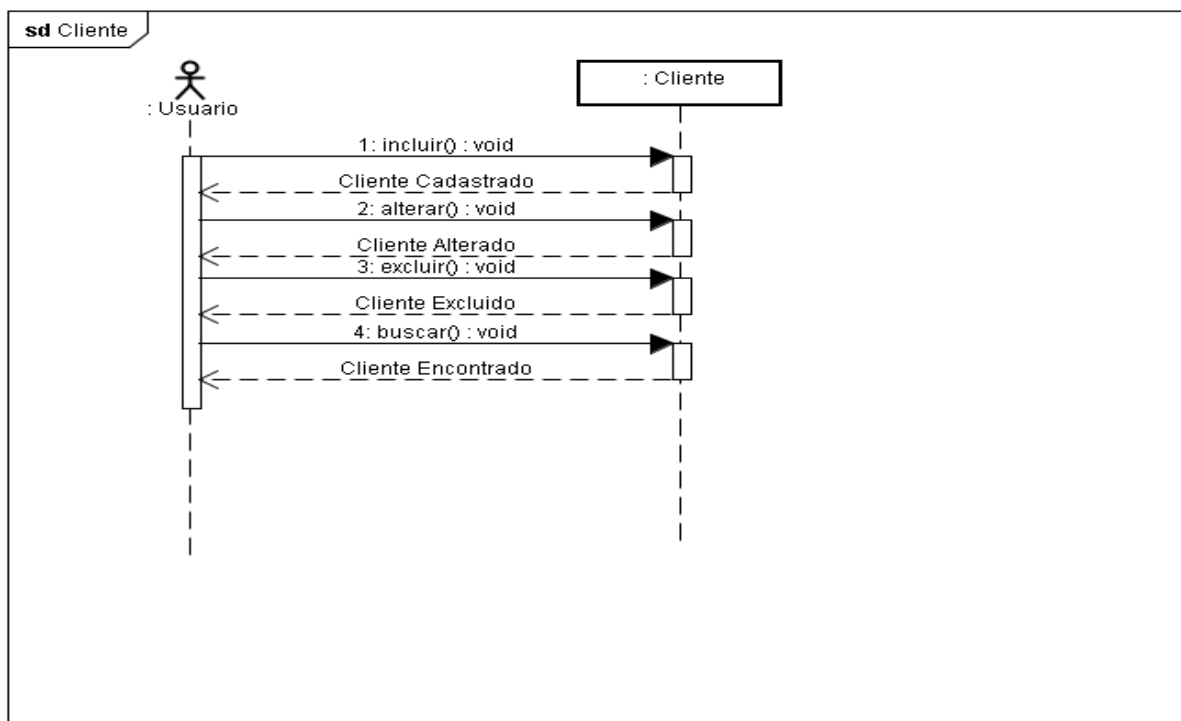 sd Cliente
: Usuario
: Cliente
1: incluir() : void
Cliente Cadastrado
2: alterar() : void
Cliente Alterado
3: excluir() : void
Cliente Excluido
4: buscar() : void
Cliente Encontrado